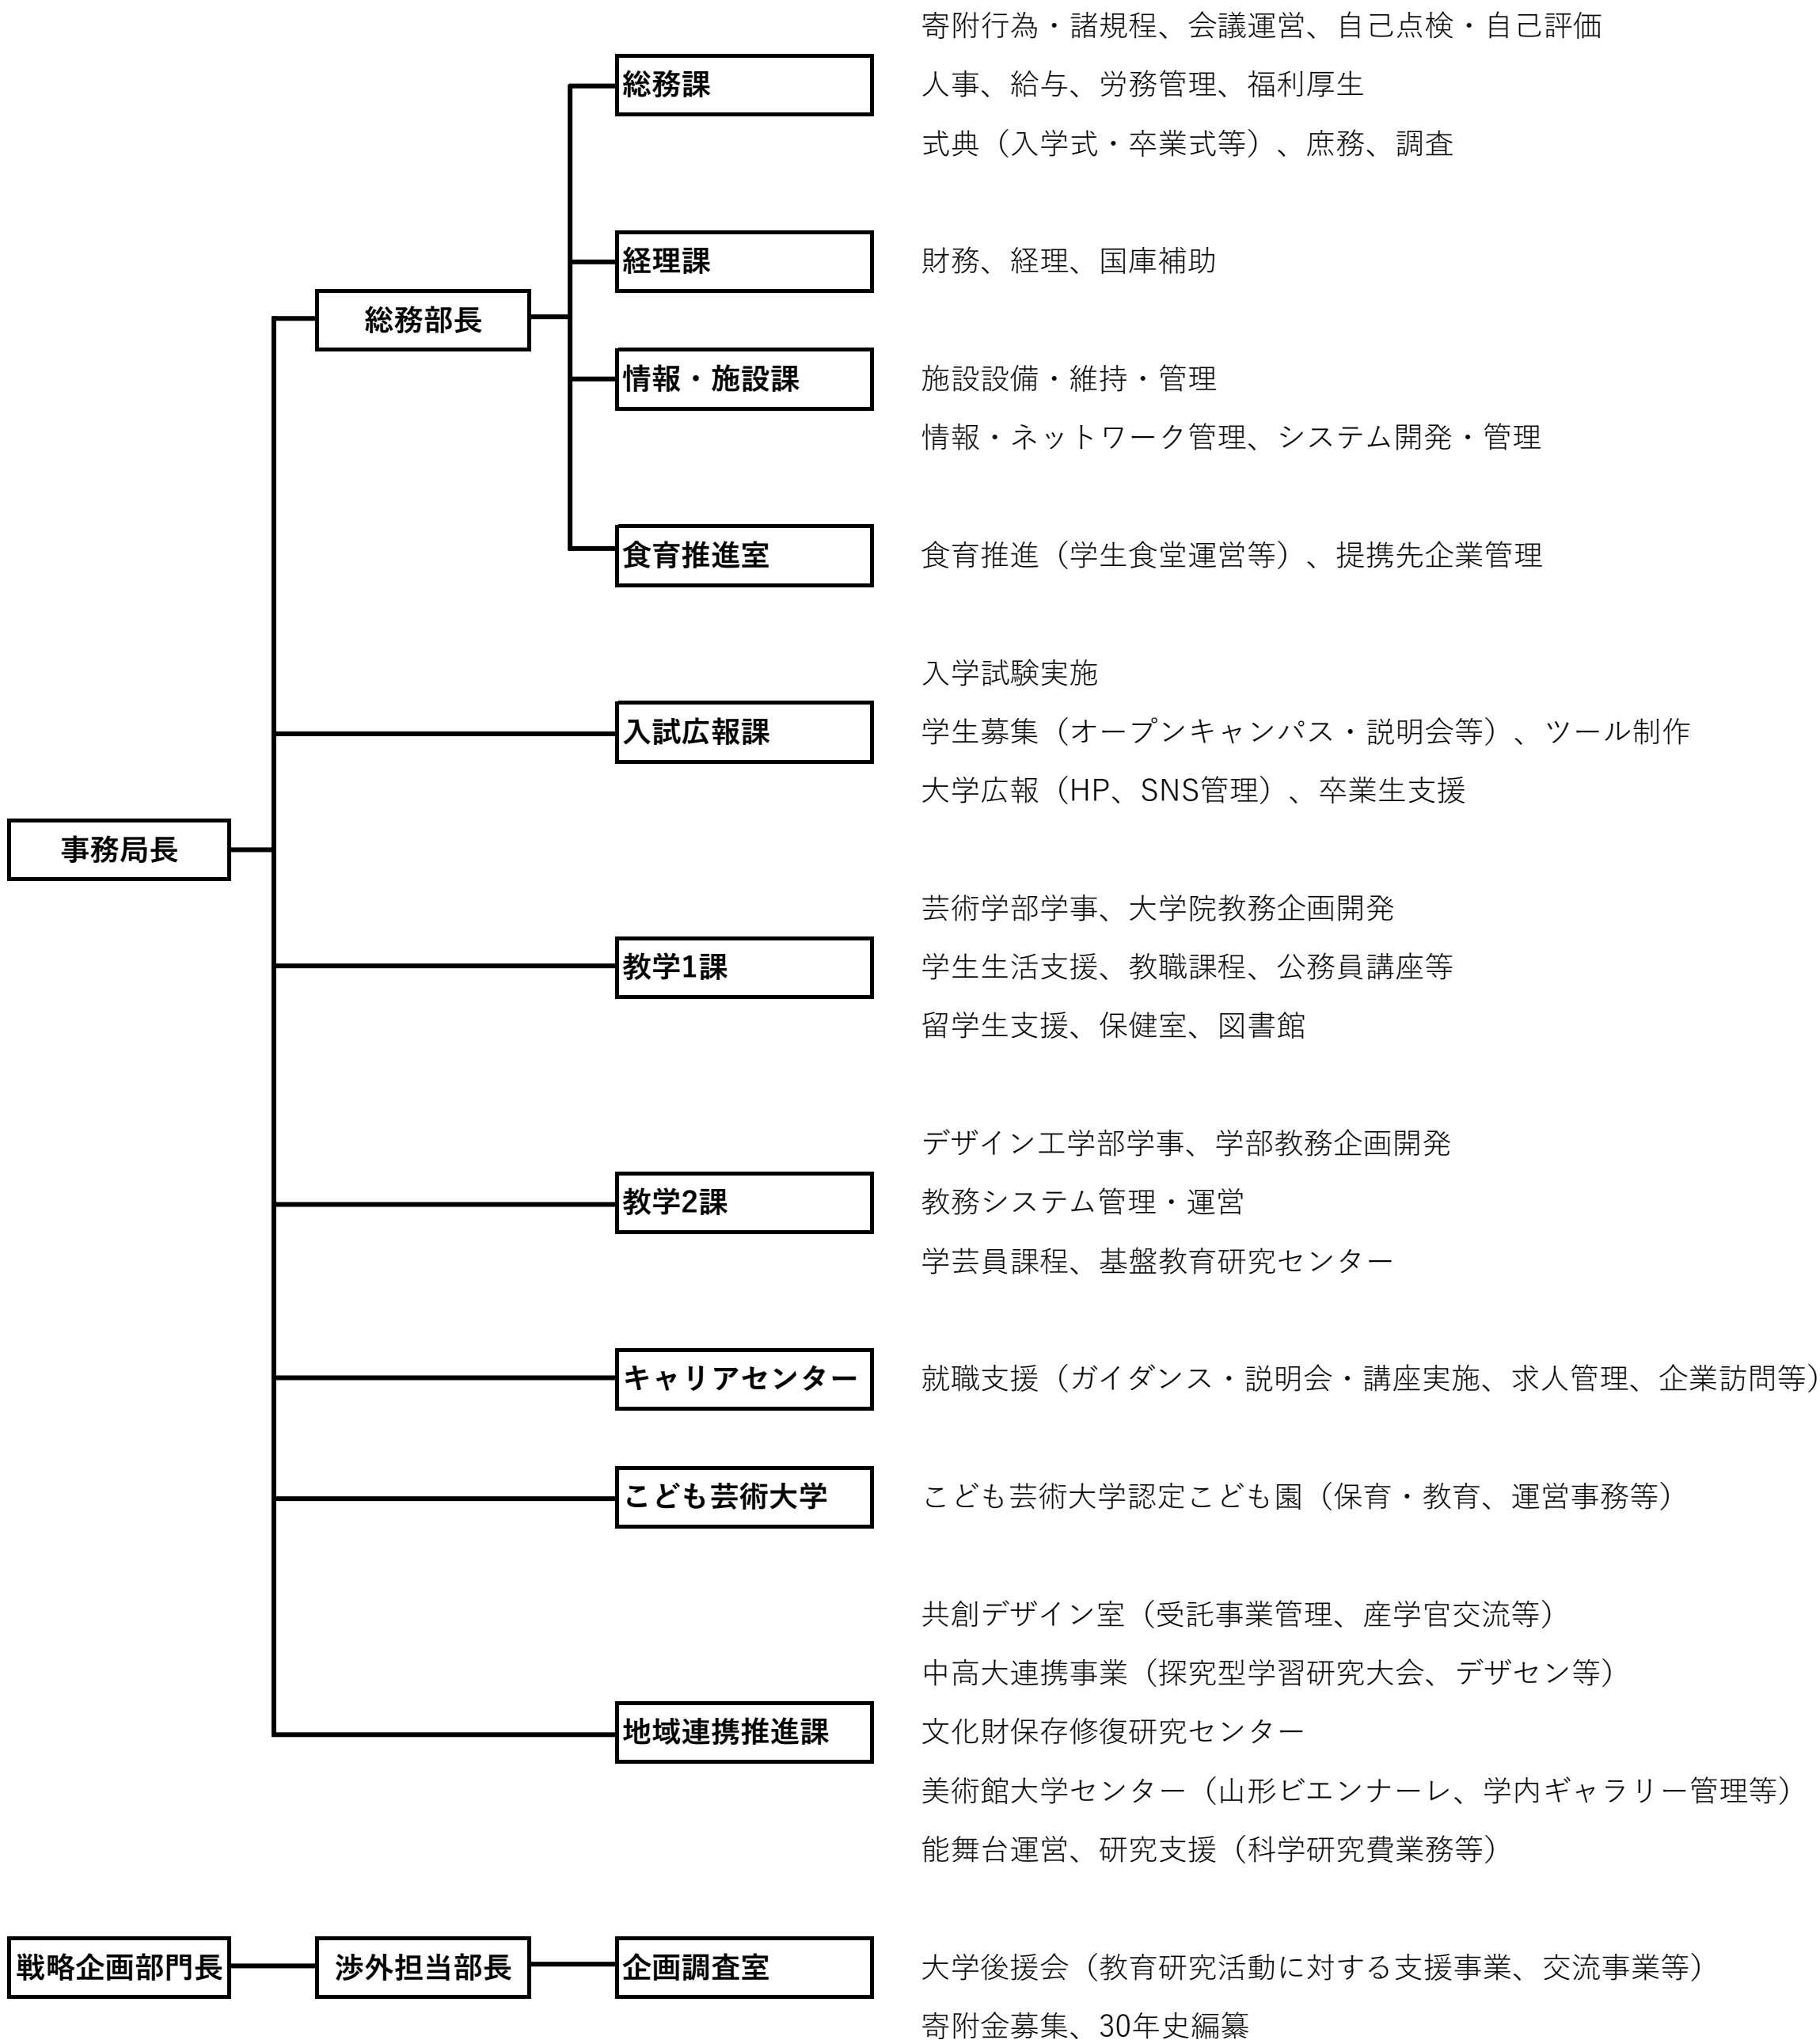 寄附行為・諸規程、会議運営、自己点検・自己評価
総務課 人事、給与、労務管理、福利厚生
式典（入学式・卒業式等）、庶務、調査
経理課 財務、経理、国庫補助
総務部長
情報・施設課 施設設備・維持・管理
情報・ネットワーク管理、システム開発・管理
食育推進室 食育推進（学生食堂運営等）、提携先企業管理
入学試験実施
入試広報課 学生募集（オープンキャンパス・説明会等）、ツール制作
大学広報（HP、SNS管理）、卒業生支援
事務局長
芸術学部学事、大学院教務企画開発
教学1課 学生生活支援、教職課程、公務員講座等
留学生支援、保健室、図書館
デザイン工学部学事、学部教務企画開発
教学2課 教務システム管理・運営
学芸員課程、基盤教育研究センター
キャリアセンター 就職支援（ガイダンス・説明会・講座実施、求人管理、企業訪問等）
こども芸術大学 こども芸術大学認定こども園（保育・教育、運営事務等）
共創デザイン室（受託事業管理、産学官交流等）
中高大連携事業（探究型学習研究大会、デザセン等）
地域連携推進課 文化財保存修復研究センター
美術館大学センター（山形ビエンナーレ、学内ギャラリー管理等）
能舞台運営、研究支援（科学研究費業務等）
戦略企画部門長 渉外担当部長 企画調査室 大学後援会（教育研究活動に対する支援事業、交流事業等）
寄附金募集、30年史編纂